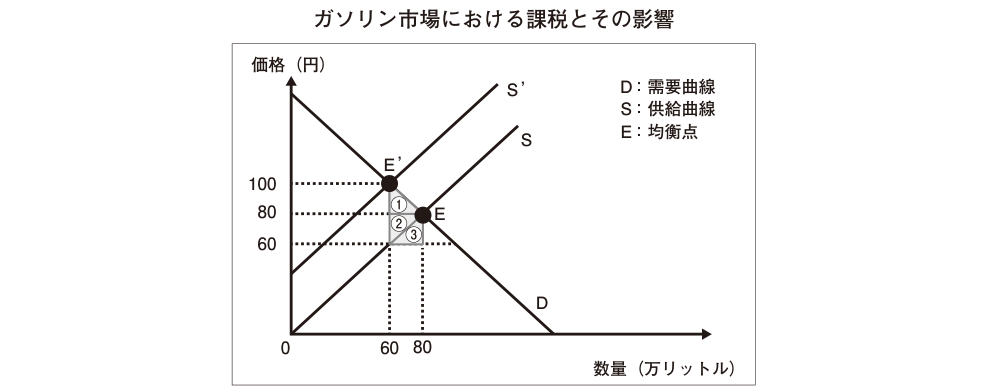 ガソリン市場における課税とその影響
価格（円）
D：需要曲線
S：供給曲線
E：均衡点
S’
S
E’
E
D
100
80
60
①
②
③
0
60
80
数量（万リットル）